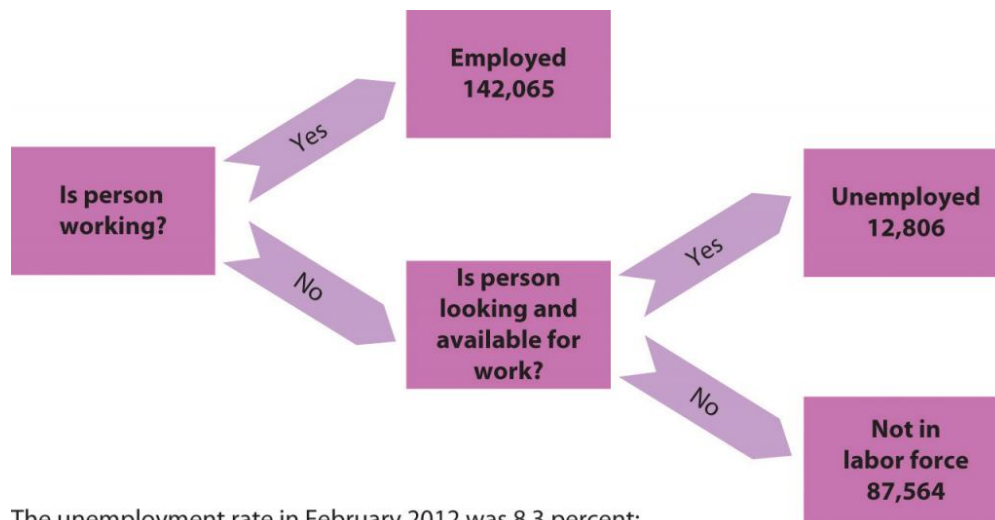 Employed
142,065
Yes
Is person
working?
Unemployed
12,806
Yes
No
Is person
looking and
available for
work?
No
Not in
labor force
87,564
The unemployment rate in February 2012 was 8.3 percent: